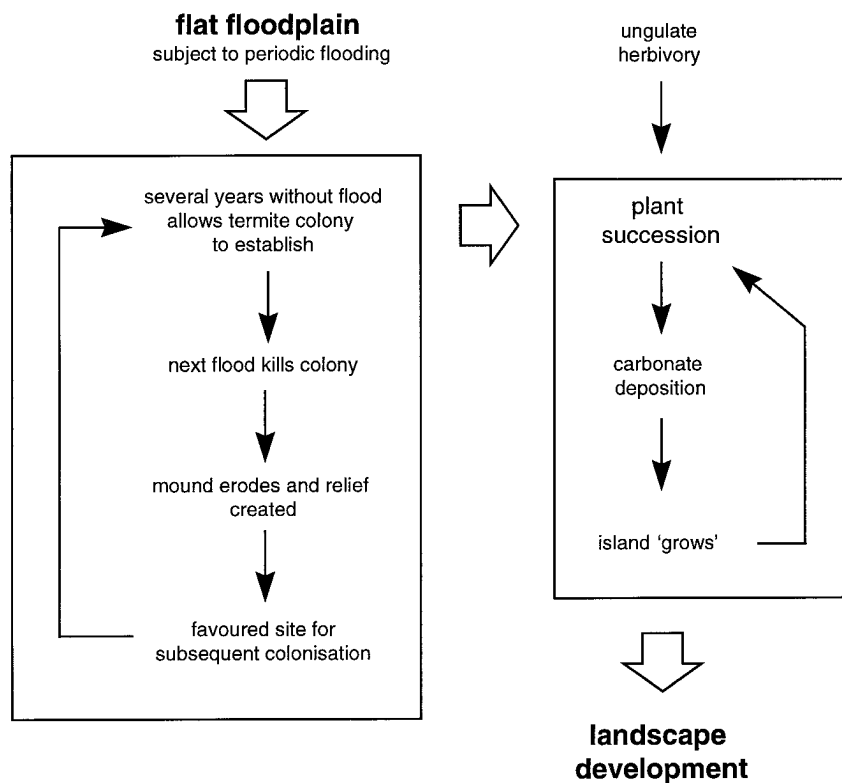 flat floodplain
subject to periodic flooding
several years without flood
allows termite colony
to establish
next flood kills colony
mound erodes and relief
created
favoured site for
subsequent colonisation
ungulate
herbivory
plant
succession
carbonate
deposition
island ‘grows’
landscape
development